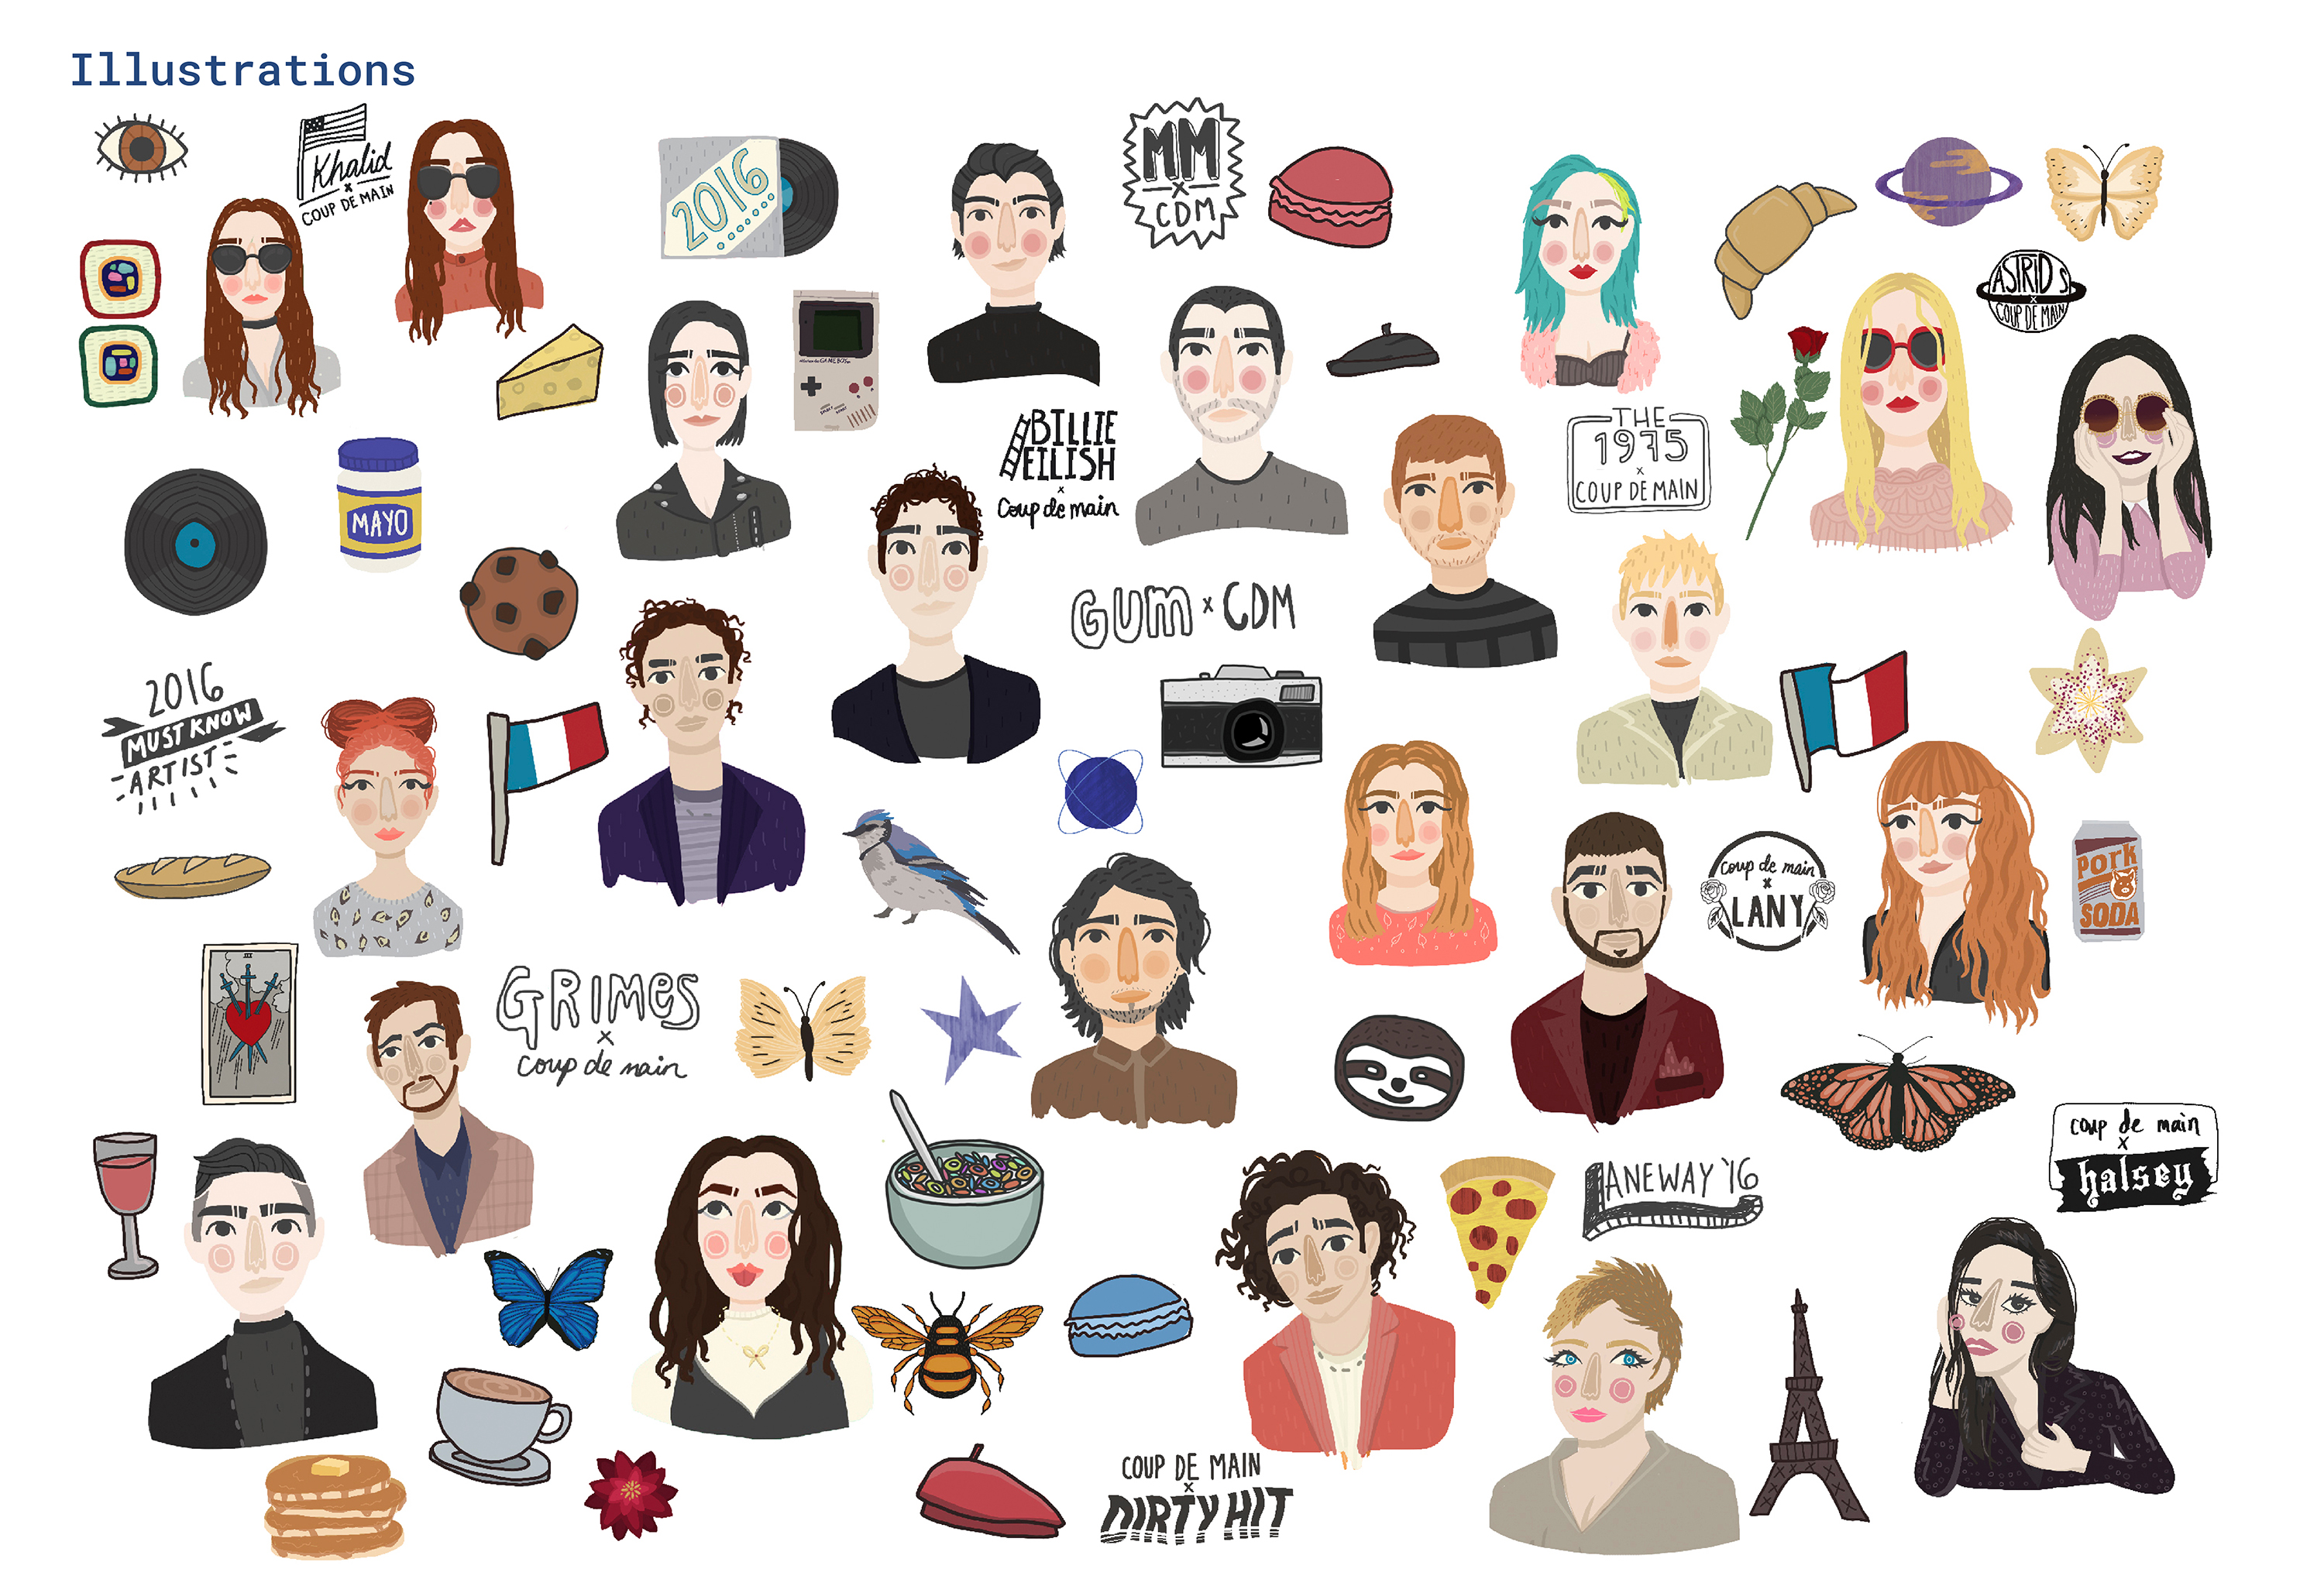 Illustrations
Khalid
x
COUP DE MAIN
2016
MM
x
CDM
ASTRID S
x
COUP DE MAIN
BILLIE
EILISH
x
Coup de main
THE
1975
x
COUP DE MAIN
MAYO
GUM x CDM
2016
MUST KNOW
ARTIST
coup de main
x
LANY
PORK
SODA
III
GRIMES
x
coup de main
coup de main
x
halsey
LANEWAY '16
COUP DE MAIN
x
DIRTY HIT